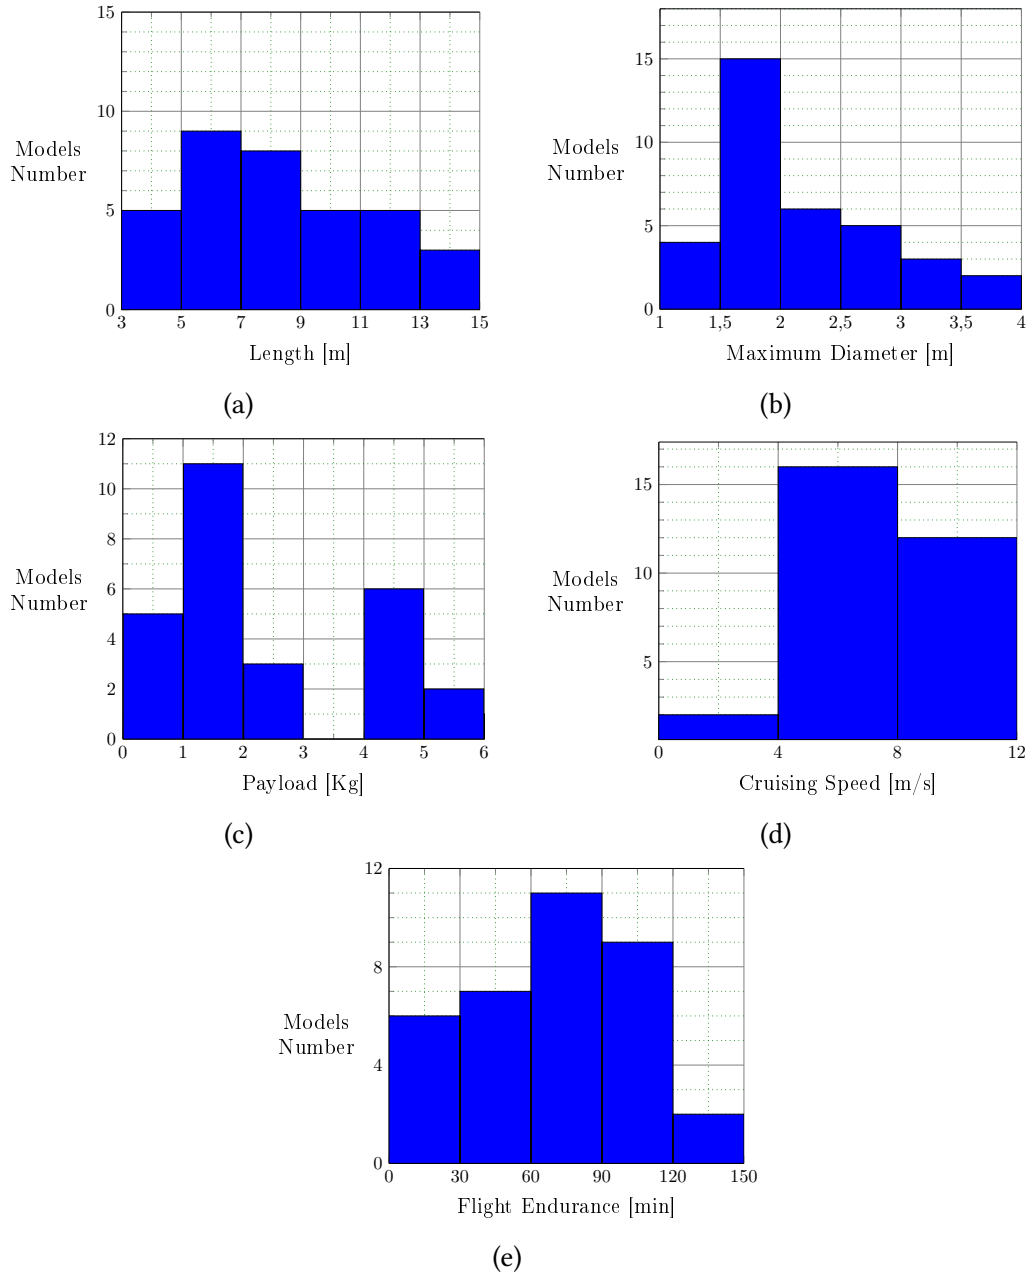 15
10
5
0
Models
Number
3 5 7 9 11 13 15
Length [m]
(a)
15
10
5
0
Models
Number
1 1,5 2 2,5 3 3,5 4
Maximum Diameter [m]
(b)
12
10
8
6
4
2
0
Models
Number
0 1 2 3 4 5 6
Payload [Kg]
(c)
15
10
5
Models
Number
0 4 8 12
Cruising Speed [m/s]
(d)
12
8
4
0
Models
Number
0 30 60 90 120 150
Flight Endurance [min]
(e)